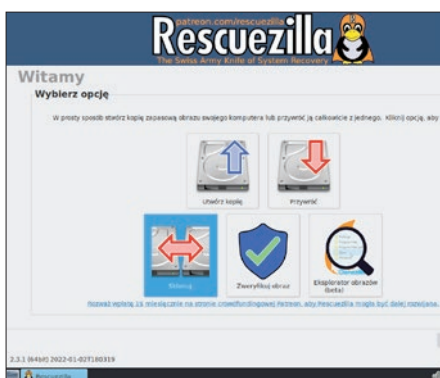 patreon.com/rescuezilla
Rescuezilla
The Swiss Army Knife of System Recovery
Witamy
Wybierz opcję
W prosty sposób stwórz kopię zapasową obrazu swojego komputera lub przywróć ją całkowicie z jednego. Kliknij opcję, aby
Utwórz kopię
Przywróć
Sklonuj
Zweryfikuj obraz
Eksplorator obrazów
(beta)
Rozważ wpłatę 1$ miesięcznie na stronie crowdfundingowej Patreon, aby Rescuezilla mogła być dalej rozwijana.
2.3.1 (64bit) 2022-01-02T180319
Rescuezilla